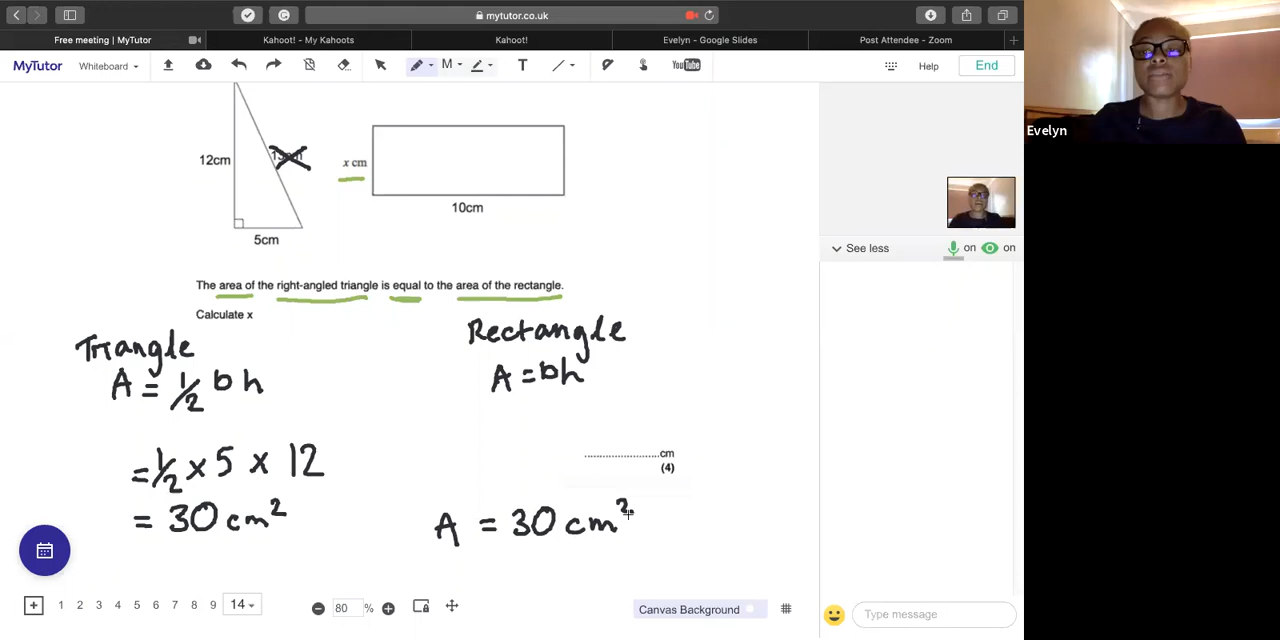 mytutor.co.uk
Free meeting | MyTutor
Kahoot! - My Kahoots
Kahoot!
Evelyn - Google Slides
Post Attendee - Zoom
MyTutor
Whiteboard
M
T
YouTube
Help
End
Evelyn
See less
on
on
12cm
x cm
10cm
5cm
The area of the right-angled triangle is equal to the area of the rectangle.
Calculate x
Triangle
A = 1/2 b h
= 1/2 x 5 x 12
= 30 cm²
Rectangle
A = bh
........................cm
(4)
A = 30 cm²
1 2 3 4 5 6 7 8 9 14
80 %
Canvas Background
Type message